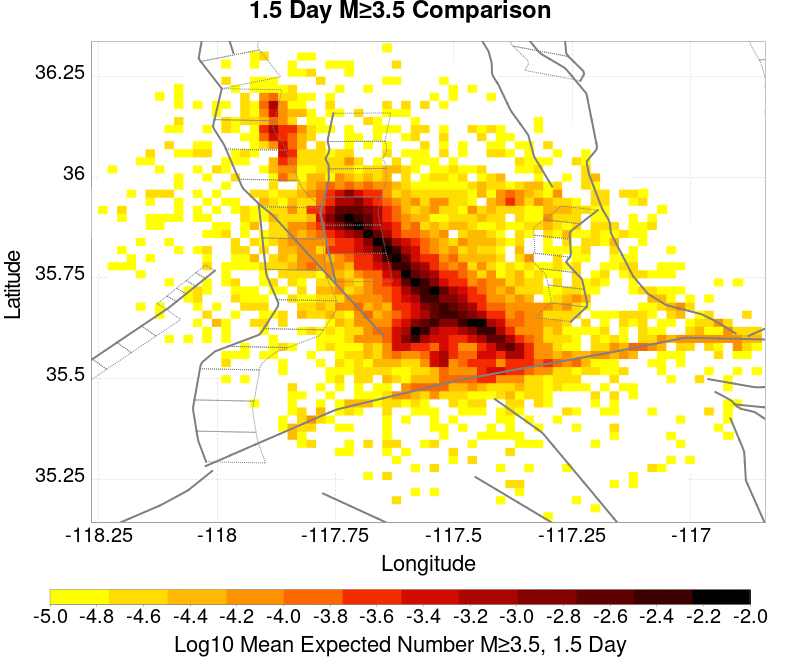 1.5 Day M≥3.5 Comparison
36.25
36
35.75
35.5
35.25
Latitude
-118.25 -118 -117.75 -117.5 -117.25 -117
Longitude
-5.0 -4.8 -4.6 -4.4 -4.2 -4.0 -3.8 -3.6 -3.4 -3.2 -3.0 -2.8 -2.6 -2.4 -2.2 -2.0
Log10 Mean Expected Number M≥3.5, 1.5 Day